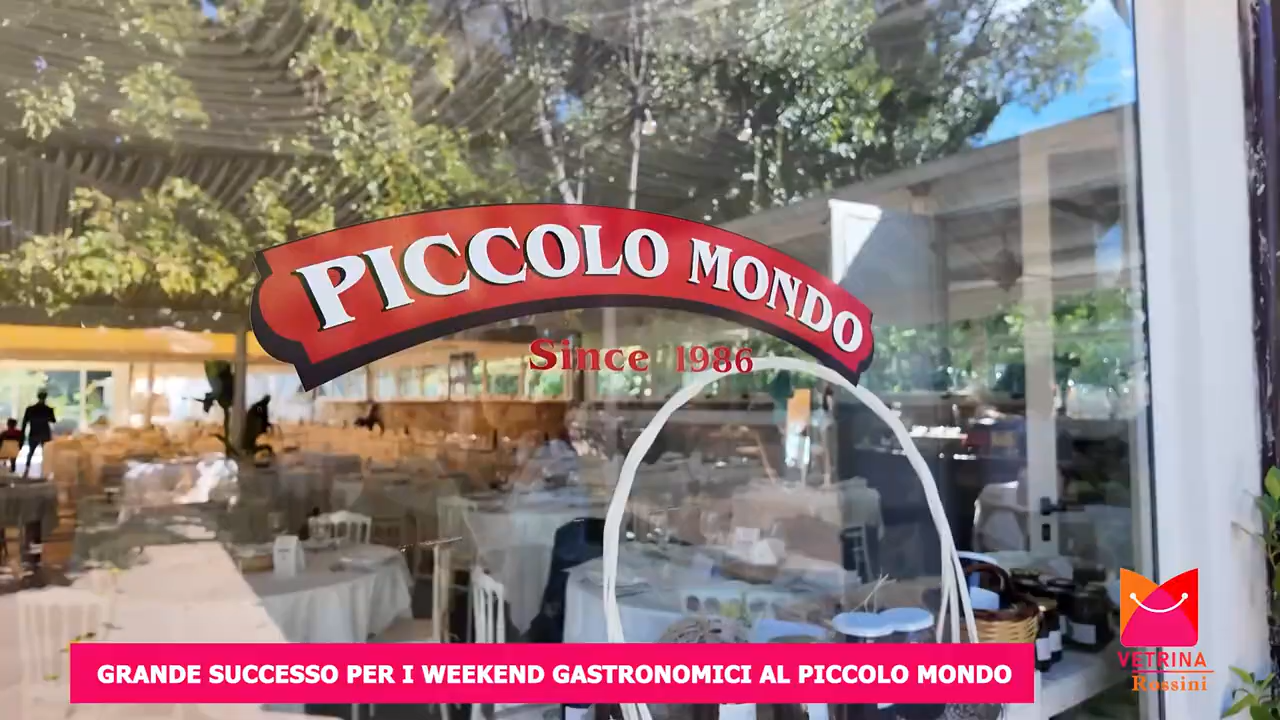 PICCOLO MONDO
Since 1986
GRANDE SUCCESSO PER I WEEKEND GASTRONOMICI AL PICCOLO MONDO
VETRINA
Rossini